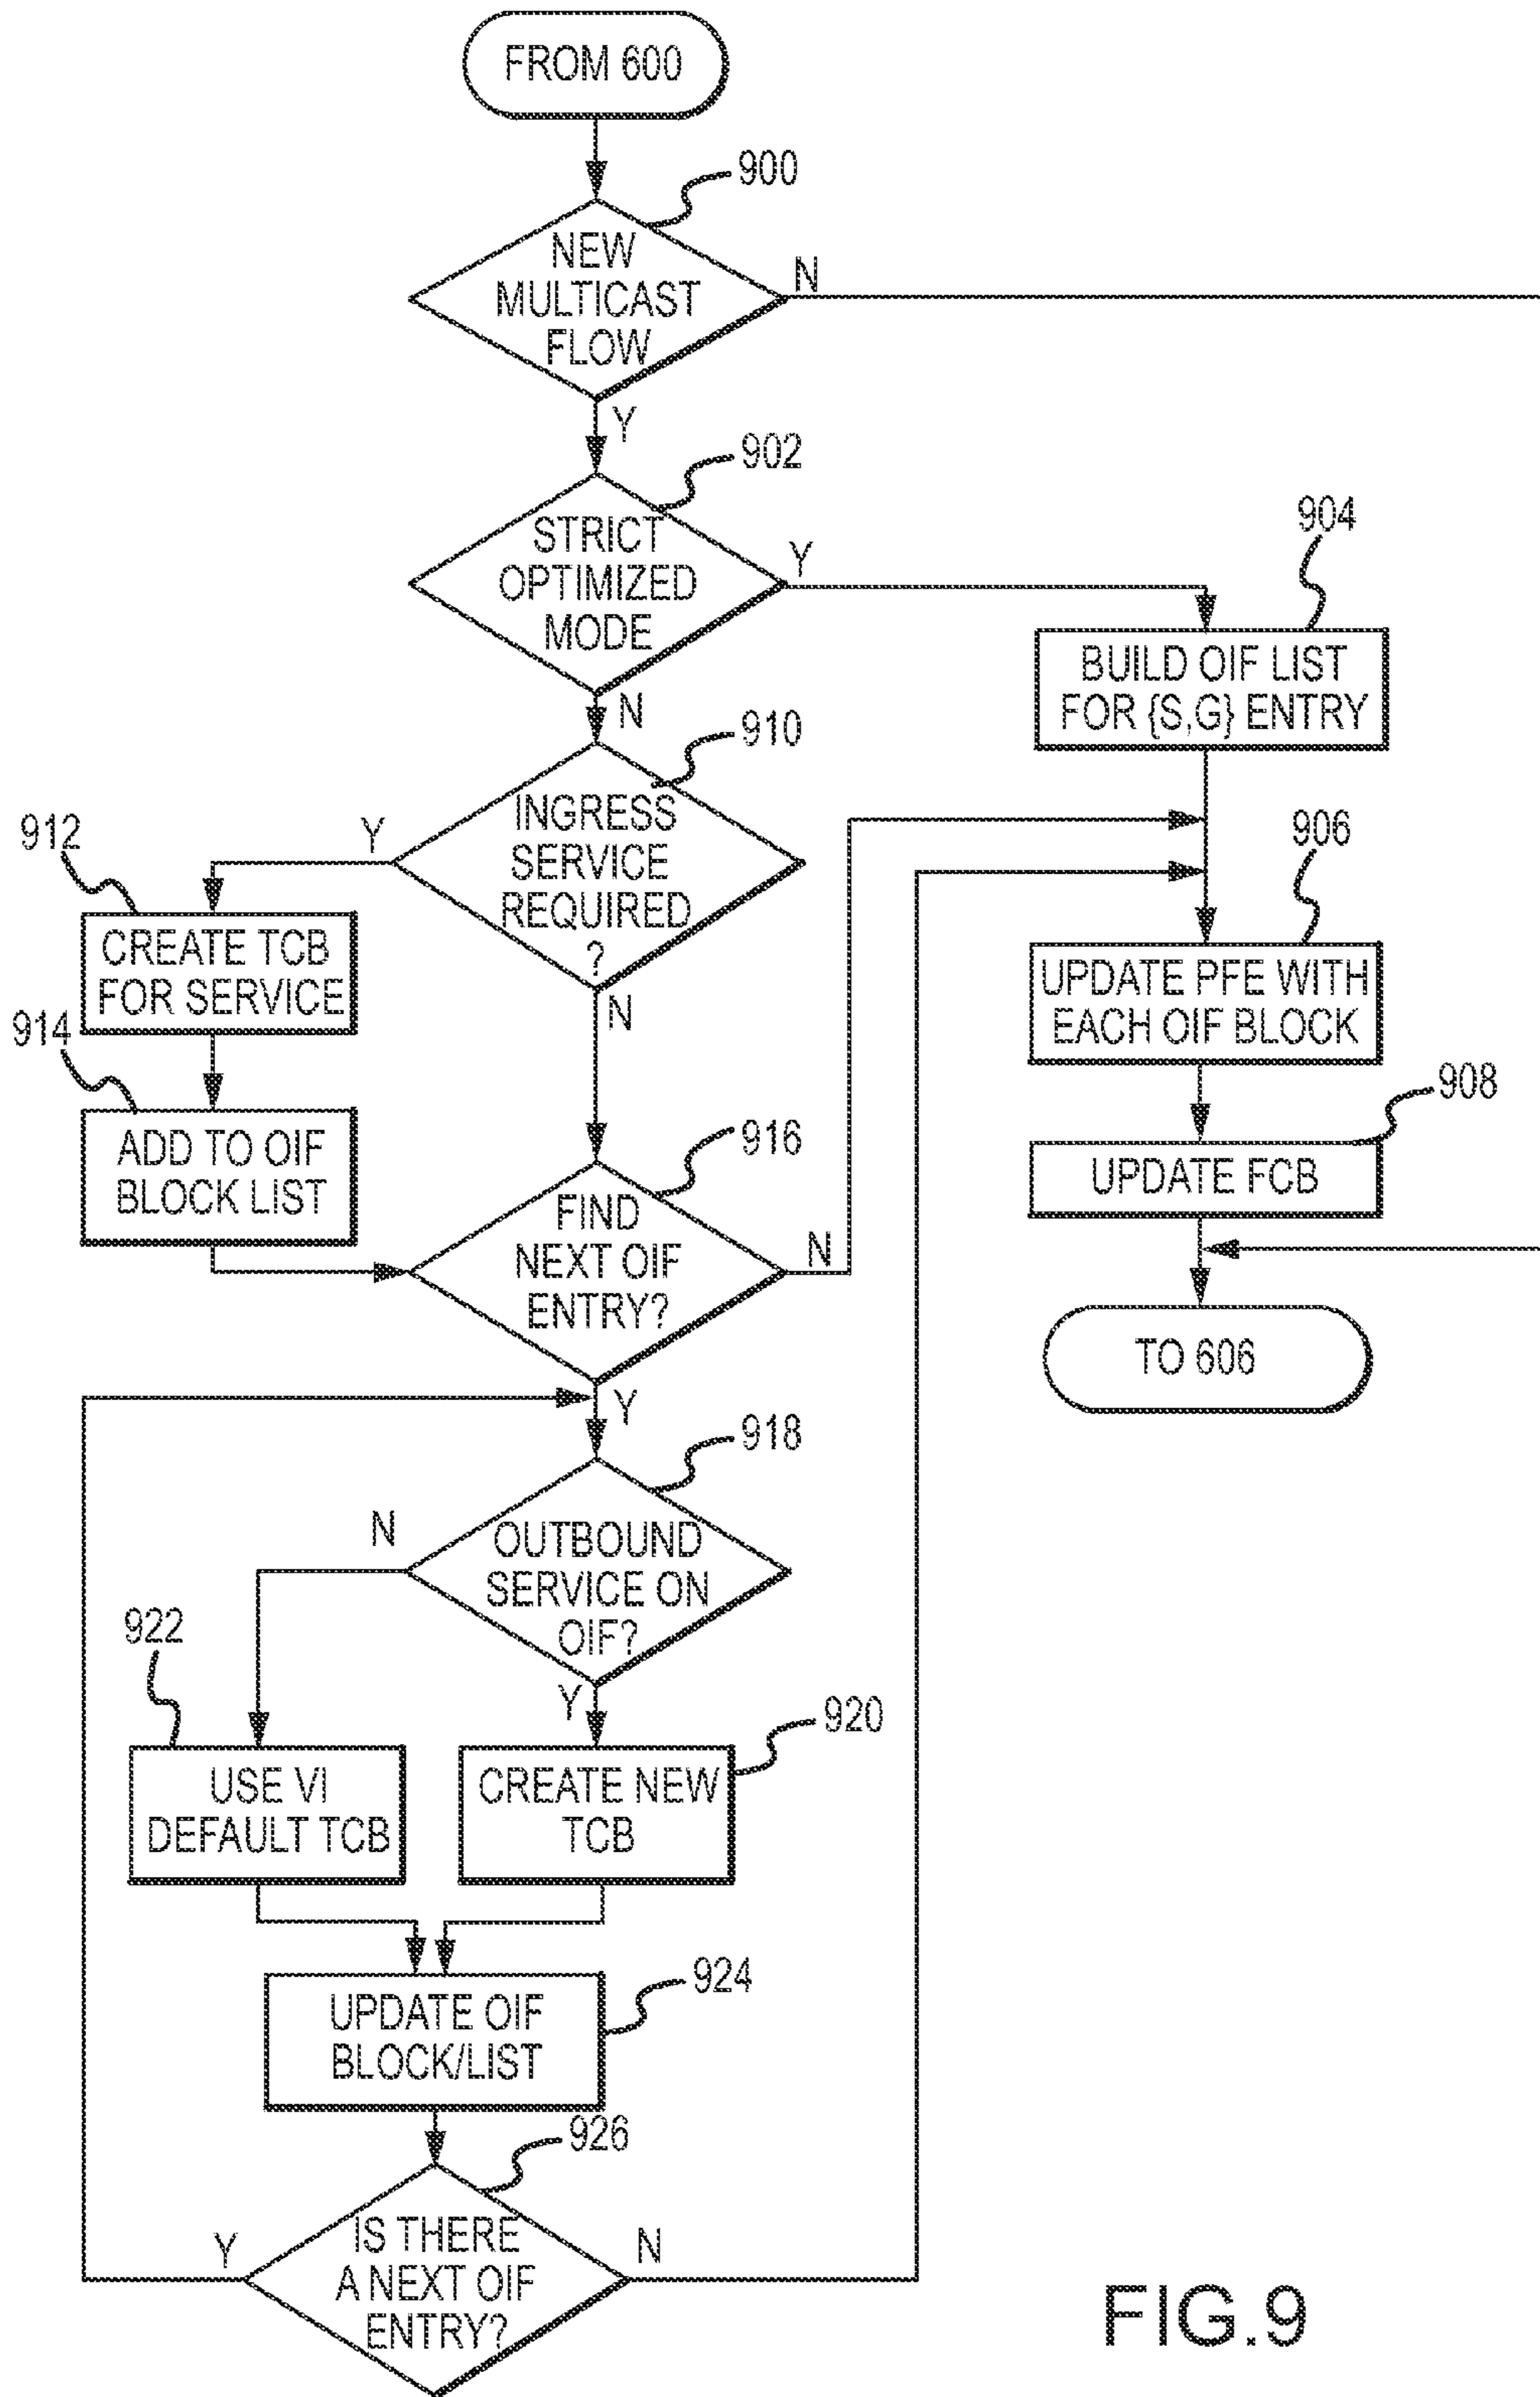 FROM 600
900
NEW
MULTICAST
FLOW
N
Y
902
STRICT
OPTIMIZED
MODE
Y
N
904
BUILD OIF LIST
FOR {S,G} ENTRY
910
INGRESS
SERVICE
REQUIRED
?
Y
N
912
CREATE TCB
FOR SERVICE
914
ADD TO OIF
BLOCK LIST
906
UPDATE PFE WITH
EACH OIF BLOCK
908
UPDATE FCB
916
FIND
NEXT OIF
ENTRY?
N
Y
TO 606
918
OUTBOUND
SERVICE ON
OIF?
N
Y
922
USE VI
DEFAULT TCB
920
CREATE NEW
TCB
924
UPDATE OIF
BLOCK/LIST
926
IS THERE
A NEXT OIF
ENTRY?
Y
N
FIG.9